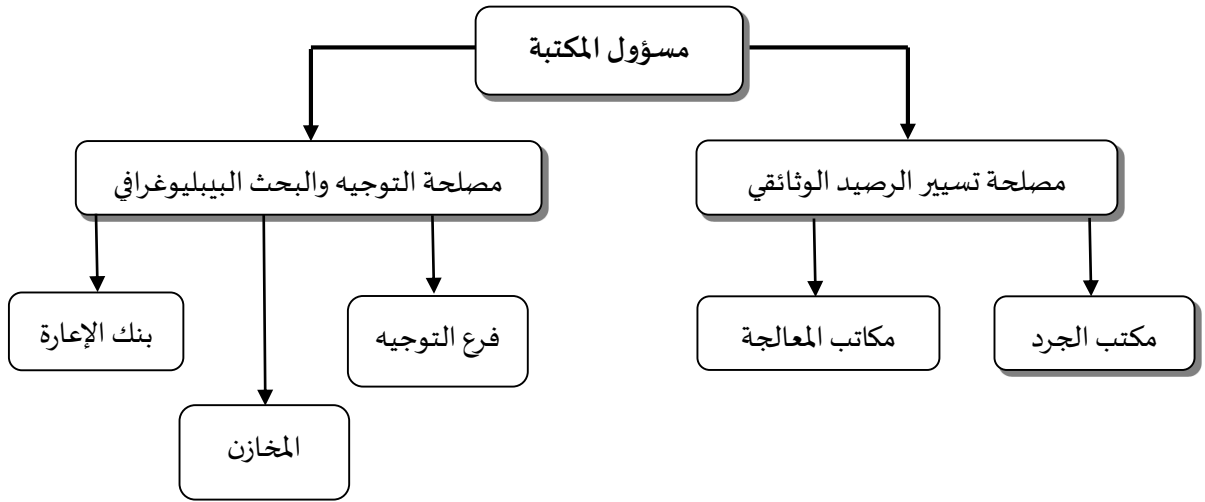 مسؤول المكتبة
مصلحة تسيير الرصيد الوثائقي
مصلحة التوجيه والبحث البيبليوغرافي
مكتب الجرد
مكاتب المعالجة
فرع التوجيه
بنك الإعارة
المخازن